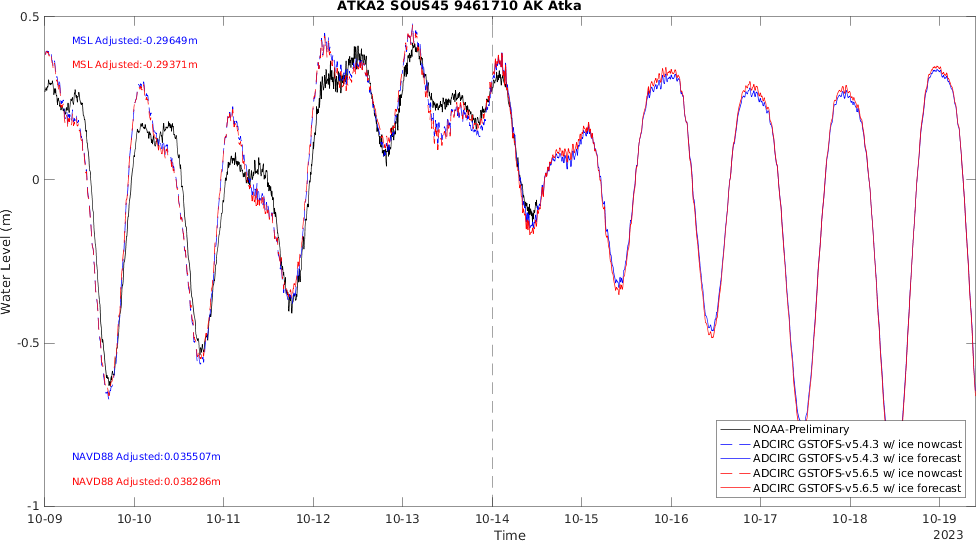 ATKA2 SOUS45 9461710 AK Atka
0.5
MSL Adjusted:-0.29649m
MSL Adjusted:-0.29371m
0
Water Level (m)
-0.5
NOAA-Preliminary
ADCIRC GSTOFS-v5.4.3 w/ ice nowcast
NAVD88 Adjusted:0.035507m
ADCIRC GSTOFS-v5.4.3 w/ ice forecast
ADCIRC GSTOFS-v5.6.5 w/ ice nowcast
NAVD88 Adjusted:0.038286m
ADCIRC GSTOFS-v5.6.5 w/ ice forecast
-1
10-09 10-10 10-11 10-12 10-13 10-14 10-15 10-16 10-17 10-18 10-19
Time
2023